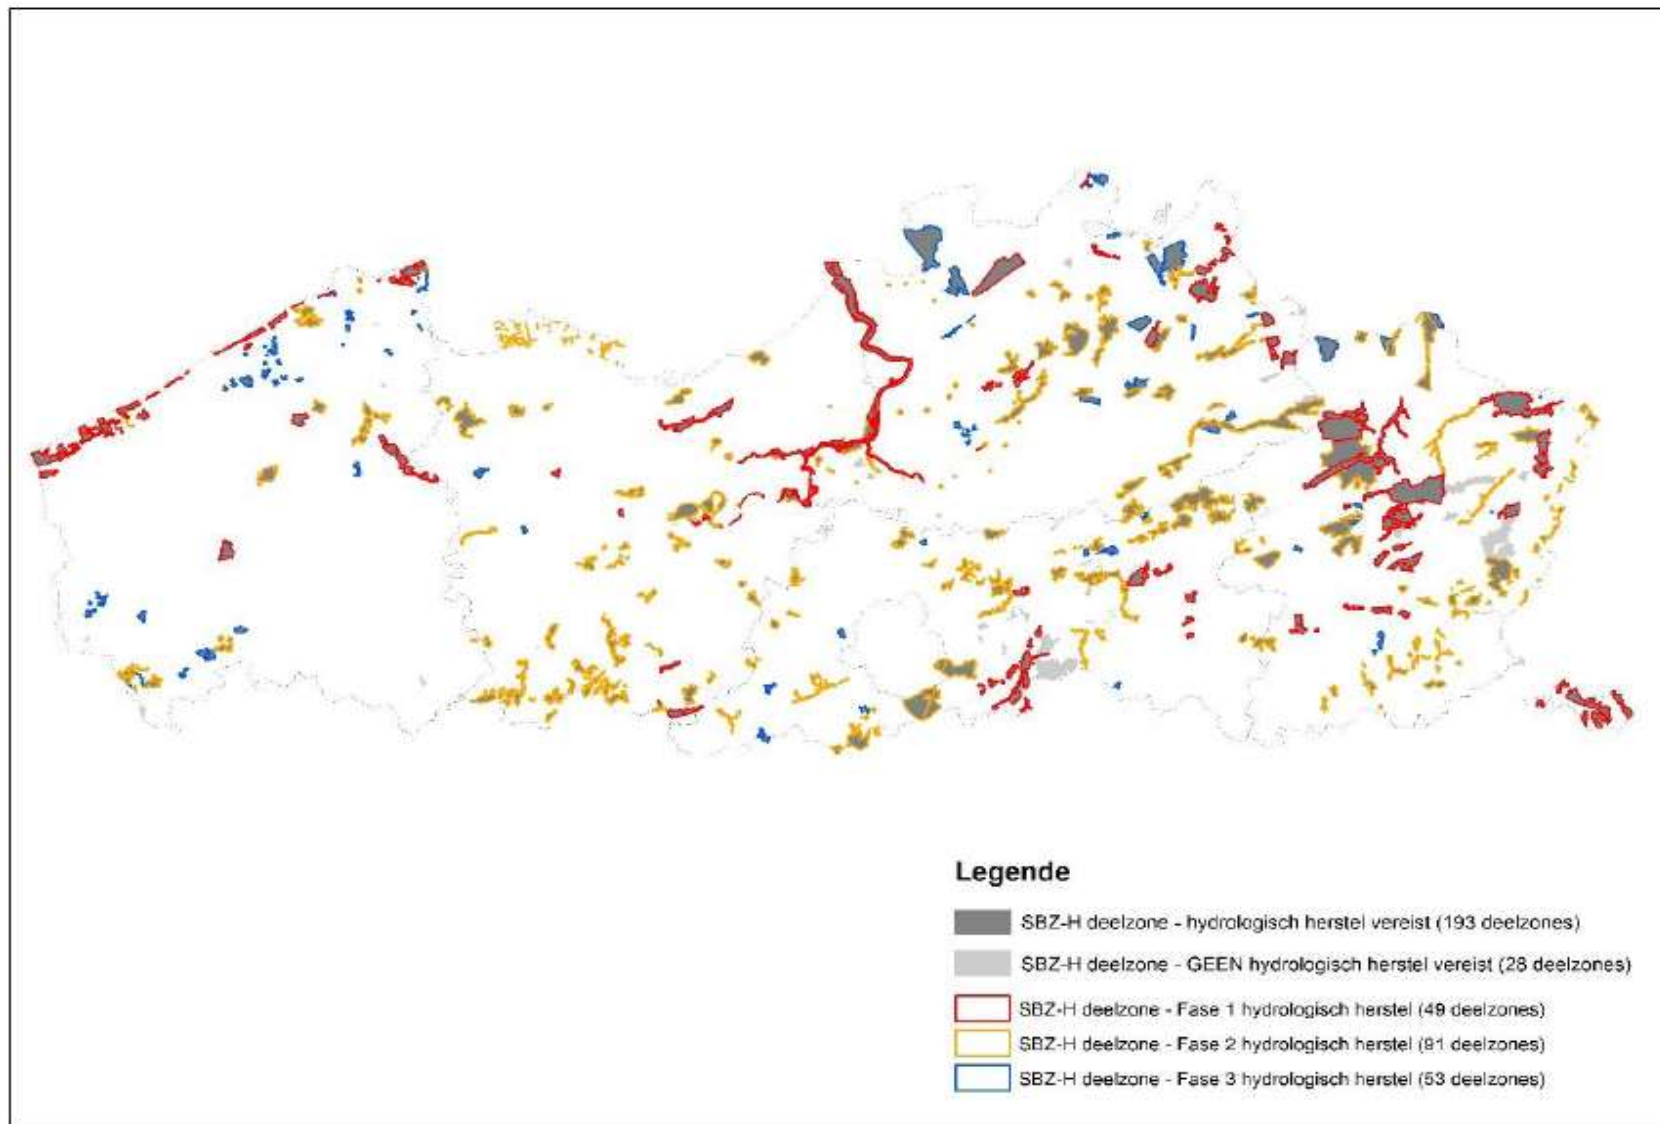 Legende
SBZ-H deelzone - hydrologisch herstel vereist (193 deelzones)
SBZ-H deelzone - GEEN hydrologisch herstel vereist (28 deelzones)
SBZ-H deelzone - Fase 1 hydrologisch herstel (49 deelzones)
SBZ-H deelzone - Fase 2 hydrologisch herstel (91 deelzones)
SBZ-H deelzone - Fase 3 hydrologisch herstel (53 deelzones)